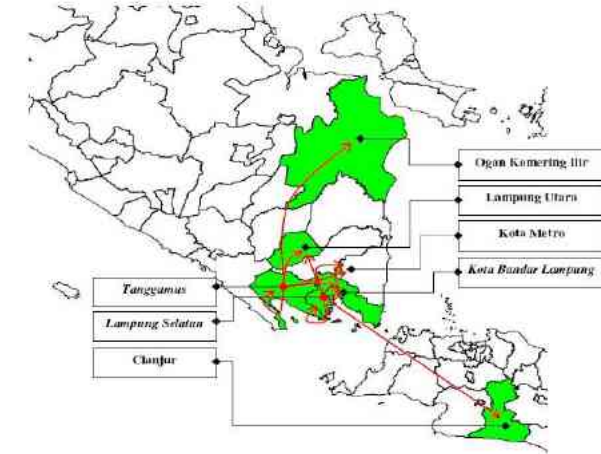 Ogan Komering Ilir
Lampung Utara
Kota Metro
Kota Bandar Lampung
Tanggamus
Lampung Selatan
Cianjur